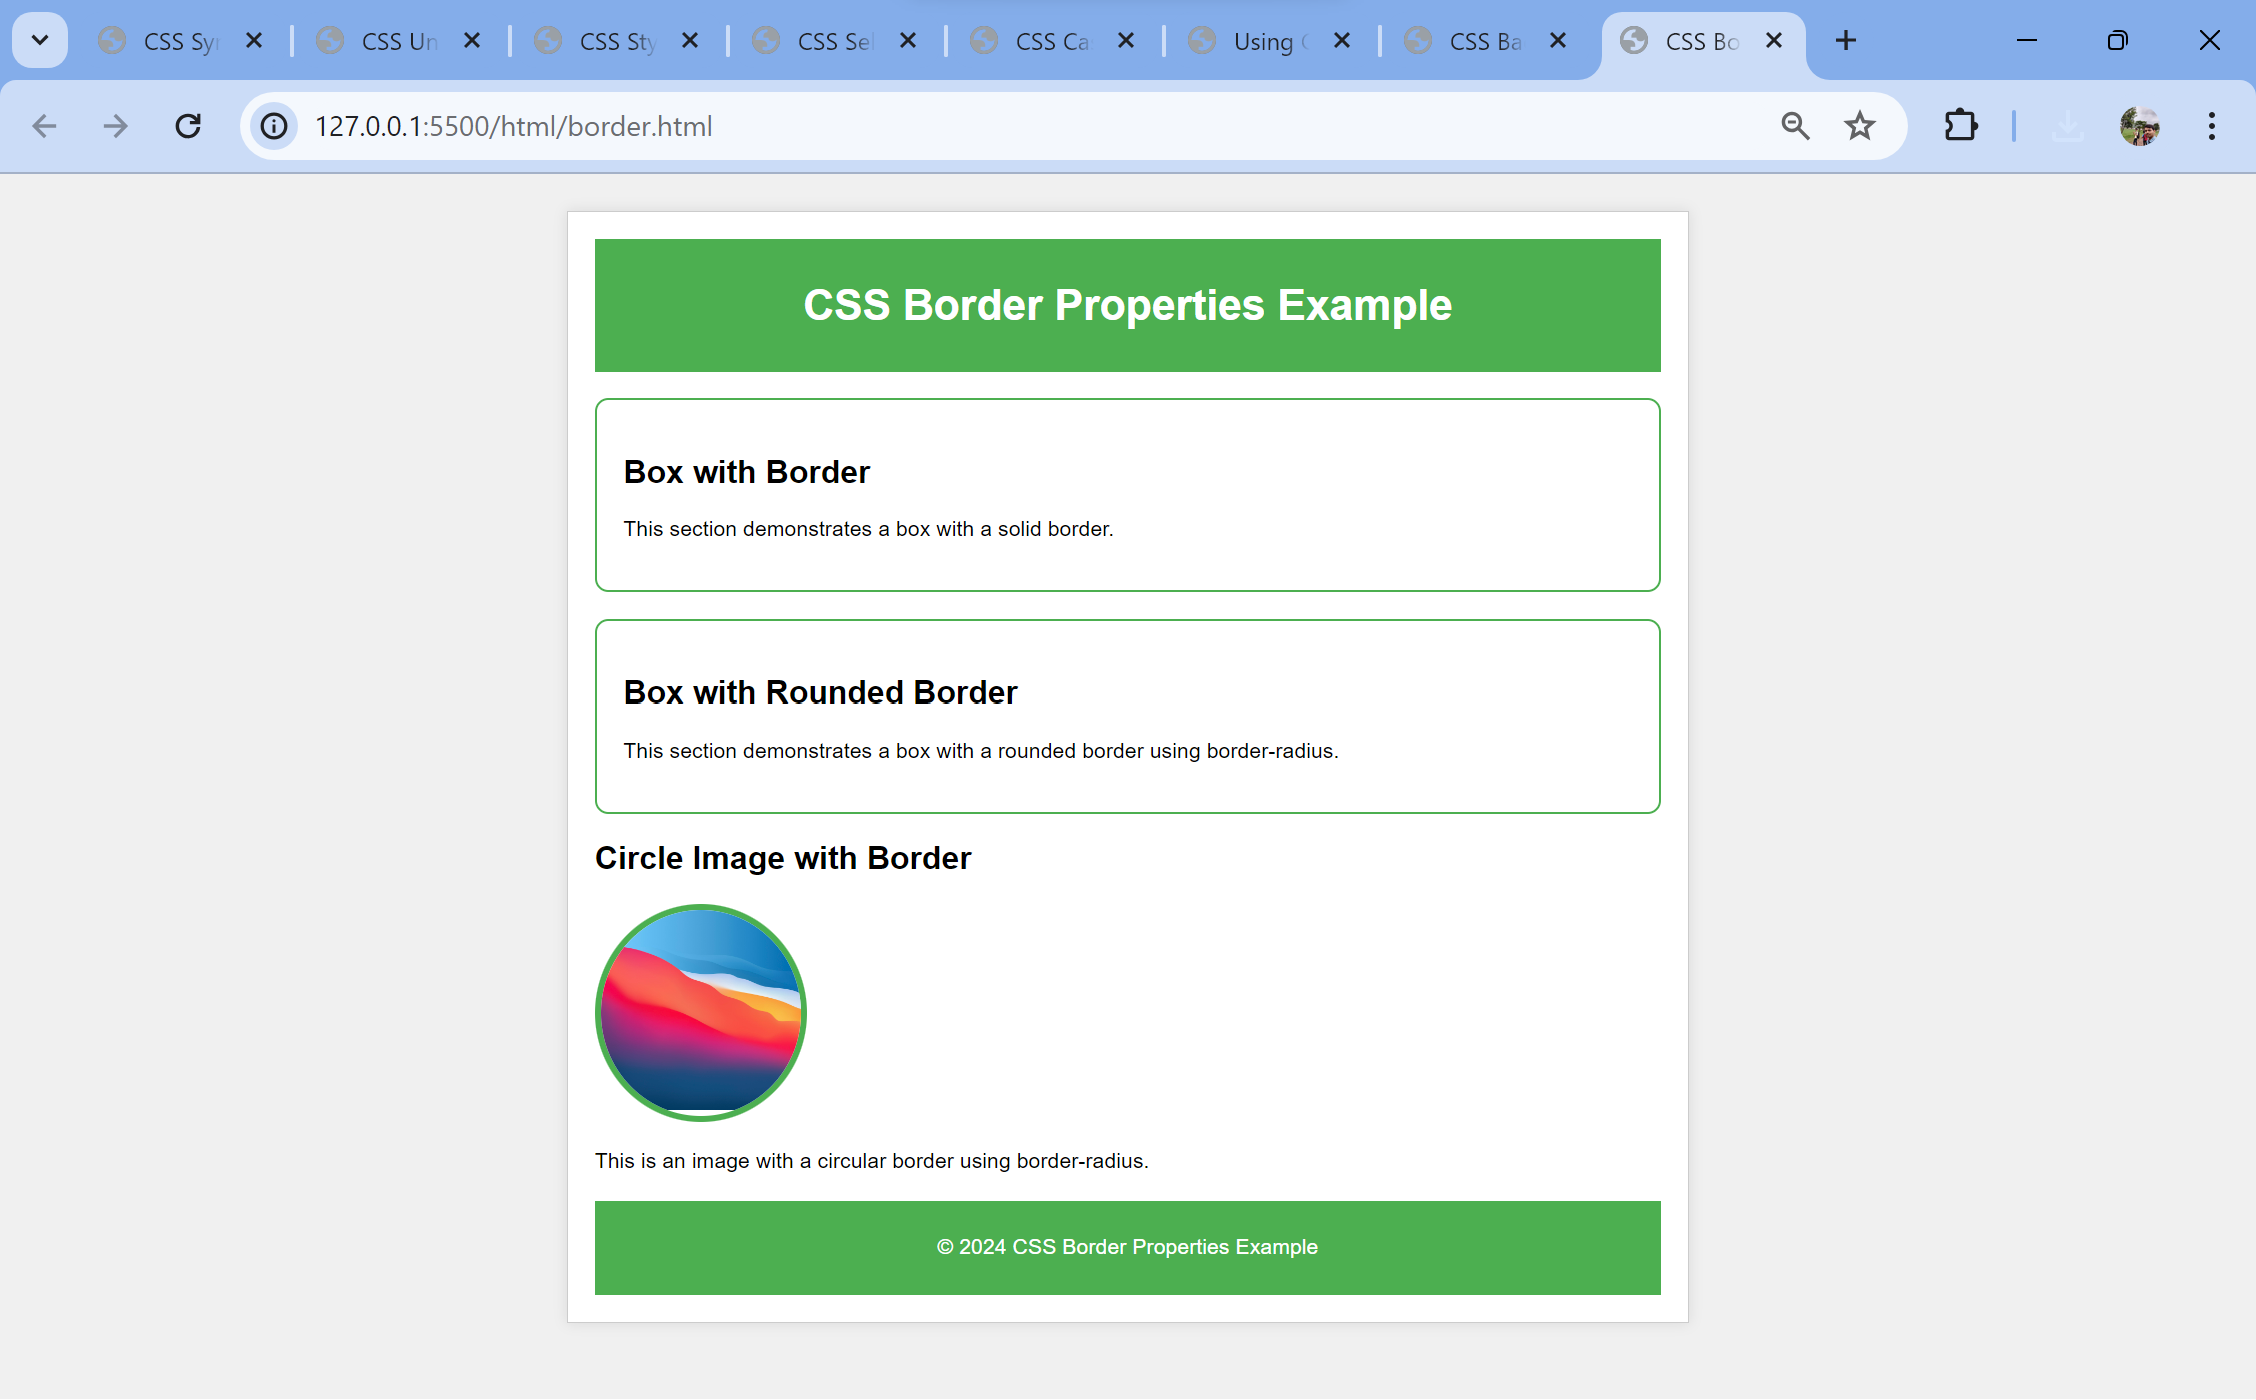 CSS Sy
CSS Un
CSS Sty
CSS Sel
CSS Ca
Using
CSS Ba
CSS Bo
127.0.0.1:5500/html/border.html
CSS Border Properties Example
Box with Border
This section demonstrates a box with a solid border.
Box with Rounded Border
This section demonstrates a box with a rounded border using border-radius.
Circle Image with Border
This is an image with a circular border using border-radius.
© 2024 CSS Border Properties Example